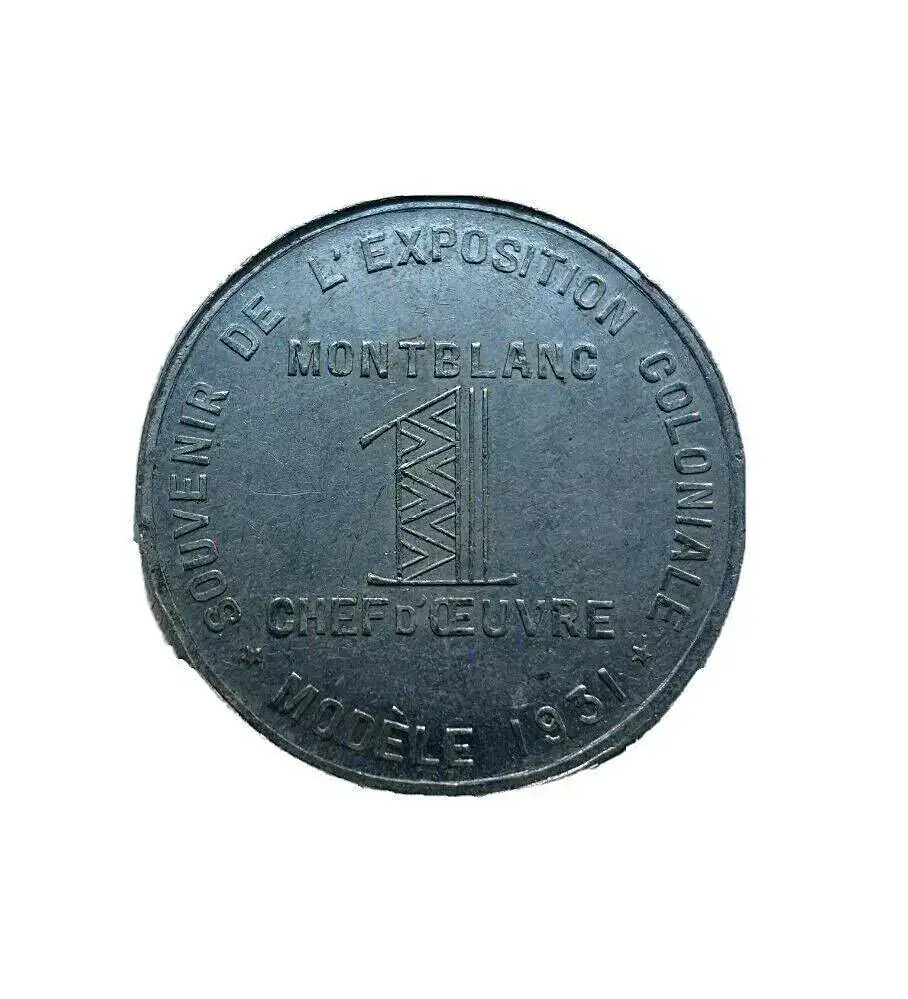 SOUVENIR DE L'EXPOSITION COLONIALE
MONTBLANC
1
CHEF D'ŒUVRE
* MODÈLE 1931 *